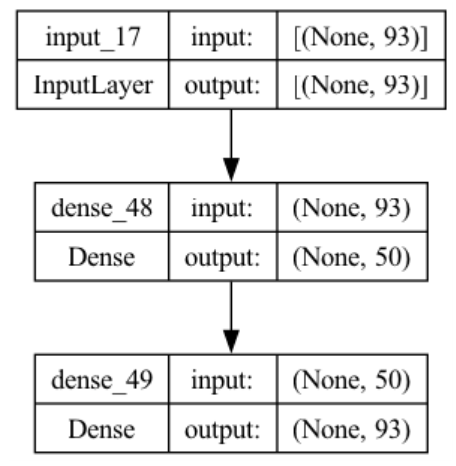 input_17 input: [(None, 93)]
InputLayer output: [(None, 93)]
dense_48 input: (None, 93)
Dense output: (None, 50)
dense_49 input: (None, 50)
Dense output: (None, 93)